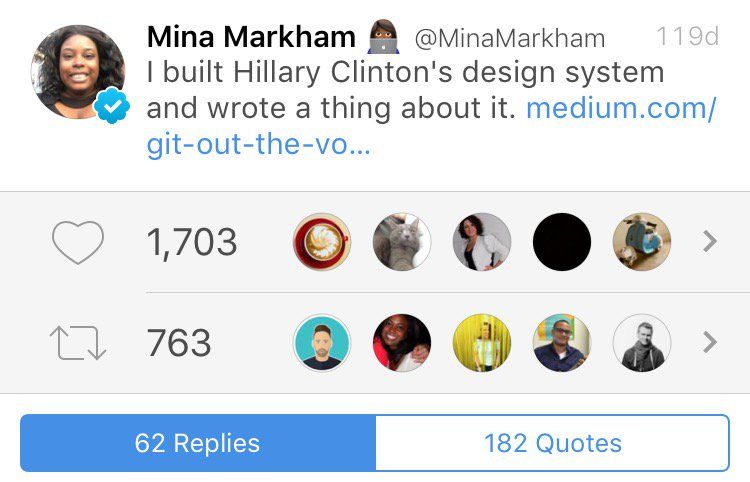 Mina Markham 👩🏾‍💻 @MinaMarkham 119d
I built Hillary Clinton's design system
and wrote a thing about it. medium.com/
git-out-the-vo...
1,703
763
62 Replies 182 Quotes